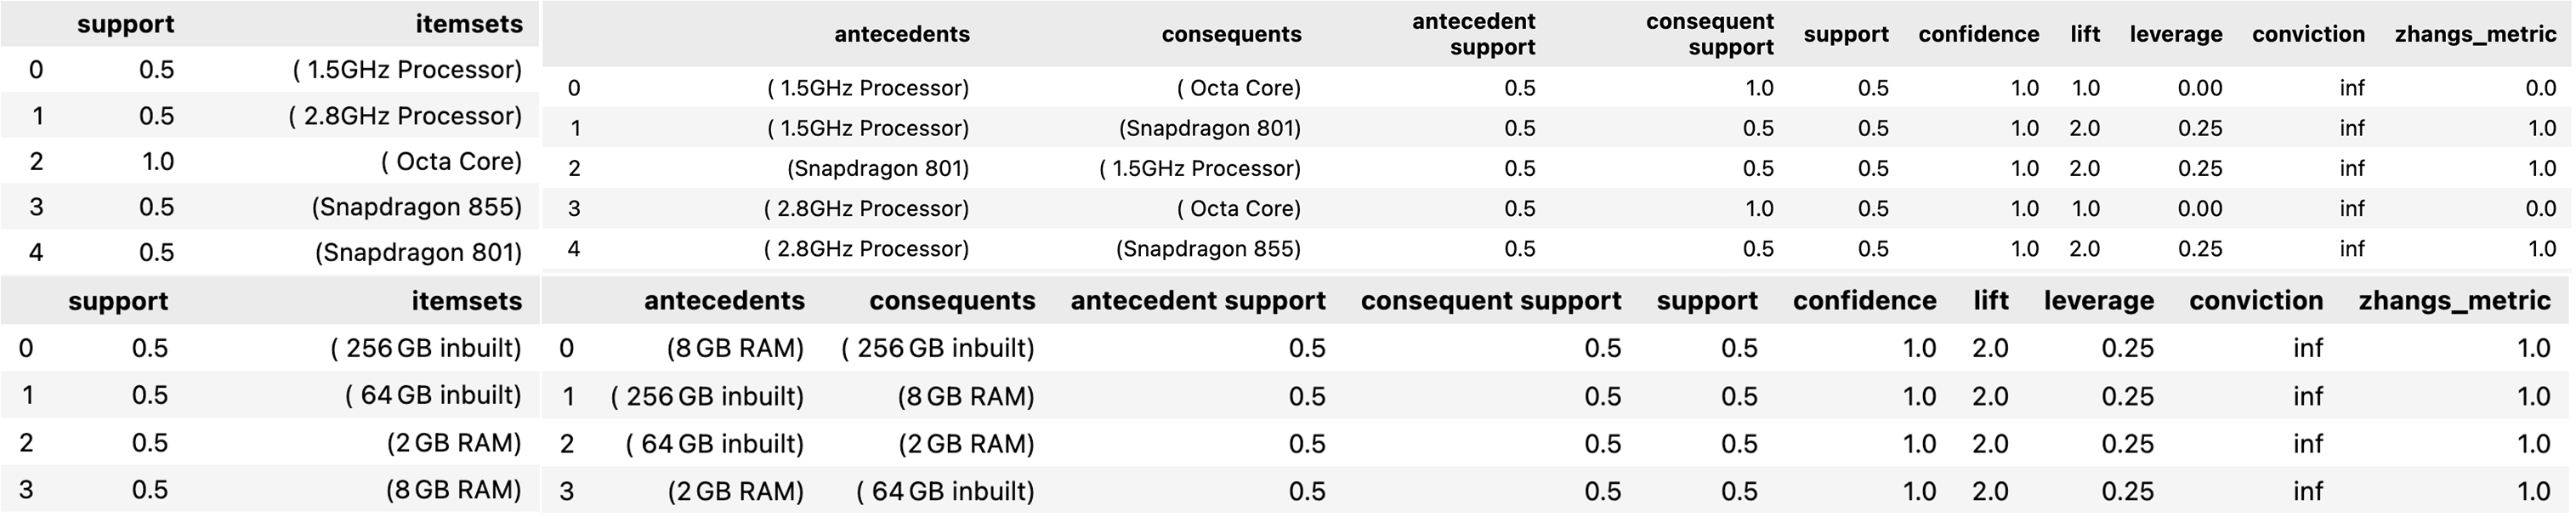 support itemsets
0 0.5 ( 1.5GHz Processor)
1 0.5 ( 2.8GHz Processor)
2 1.0 ( Octa Core)
3 0.5 (Snapdragon 855)
4 0.5 (Snapdragon 801)
antecedents consequents antecedent support consequent support support confidence lift leverage conviction zhangs_metric
0 ( 1.5GHz Processor) ( Octa Core) 0.5 1.0 0.5 1.0 1.0 0.00 inf 0.0
1 ( 1.5GHz Processor) (Snapdragon 801) 0.5 0.5 0.5 1.0 2.0 0.25 inf 1.0
2 (Snapdragon 801) ( 1.5GHz Processor) 0.5 0.5 0.5 1.0 2.0 0.25 inf 1.0
3 ( 2.8GHz Processor) ( Octa Core) 0.5 1.0 0.5 1.0 1.0 0.00 inf 0.0
4 ( 2.8GHz Processor) (Snapdragon 855) 0.5 0.5 0.5 1.0 2.0 0.25 inf 1.0
support itemsets
0 0.5 ( 256 GB inbuilt)
1 0.5 ( 64 GB inbuilt)
2 0.5 (2 GB RAM)
3 0.5 (8 GB RAM)
antecedents consequents antecedent support consequent support support confidence lift leverage conviction zhangs_metric
0 (8 GB RAM) ( 256 GB inbuilt) 0.5 0.5 0.5 1.0 2.0 0.25 inf 1.0
1 ( 256 GB inbuilt) (8 GB RAM) 0.5 0.5 0.5 1.0 2.0 0.25 inf 1.0
2 ( 64 GB inbuilt) (2 GB RAM) 0.5 0.5 0.5 1.0 2.0 0.25 inf 1.0
3 (2 GB RAM) ( 64 GB inbuilt) 0.5 0.5 0.5 1.0 2.0 0.25 inf 1.0